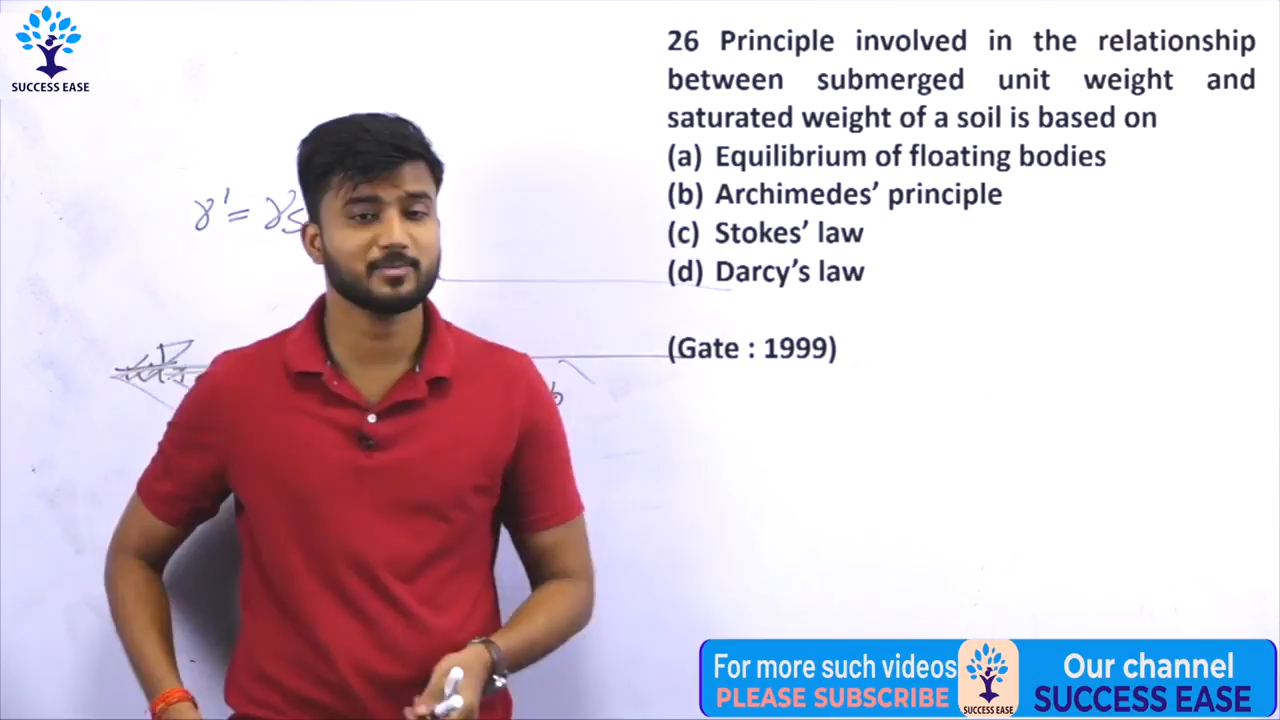 SUCCESS EASE
26 Principle involved in the relationship
between submerged unit weight and
saturated weight of a soil is based on
(a) Equilibrium of floating bodies
(b) Archimedes’ principle
(c) Stokes’ law
(d) Darcy’s law
(Gate : 1999)
γ' = γs
For more such videos
PLEASE SUBSCRIBE
SUCCESS EASE
Our channel
SUCCESS EASE